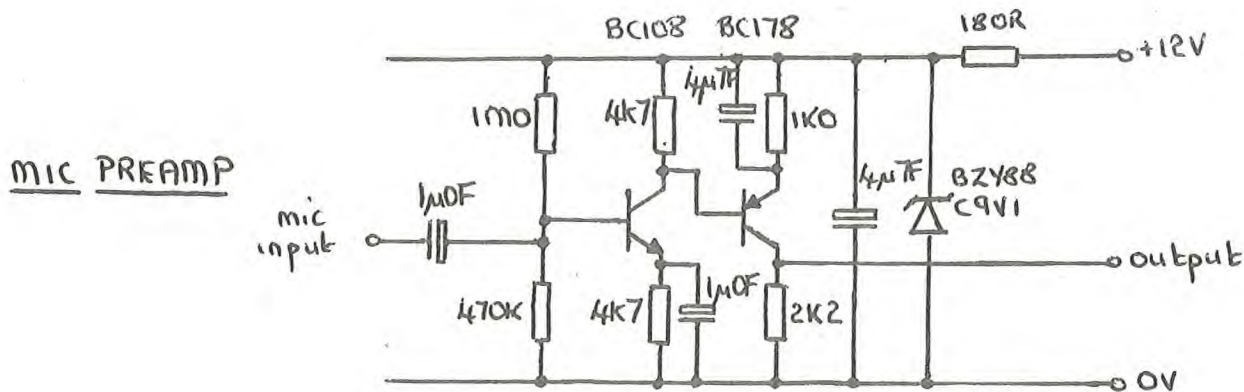 BC108 BC178
180R
+12V
4µ7F
1M0
4K7
1K0
MIC PREAMP
1µ0F
4µ7F
BZY88
C9V1
mic
input
output
470K
4K7
1µ0F
2K2
0V